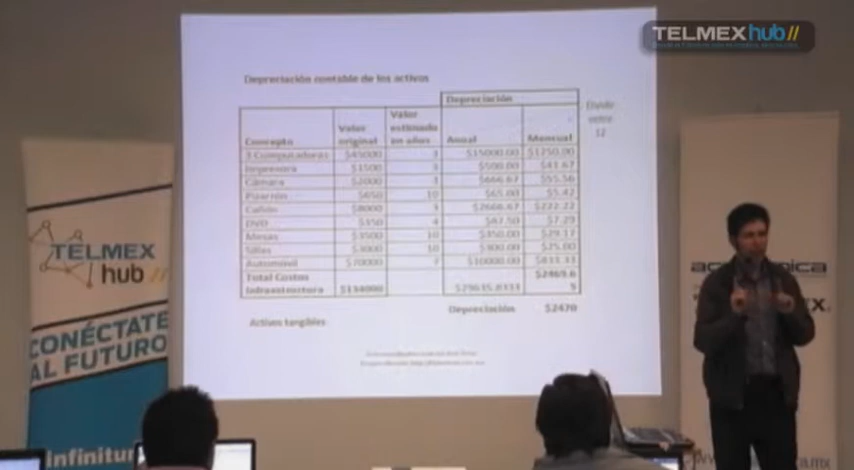 TELMEXhub//
Depreciación contable de los activos
Depreciación
Divide entre 12
Concepto Valor original Valor estimado en años Anual Mensual
3 Computadoras $45000 3 $15000.00 $1250.00
Impresora $1500 3 $500.00 $41.67
Cámara $2000 3 $666.67 $55.56
Pizarrón $650 10 $65.00 $5.42
Cañón $8000 3 $2666.67 $222.22
DVD $350 4 $87.50 $7.29
Mesas $3500 10 $350.00 $29.17
Sillas $3000 10 $300.00 $25.00
Automóvil $70000 7 $10000.00 $833.33
Total Costos Infraestructura $134000 $29635.8333 $2469.6 5
Depreciación $2470
Activos tangibles
TELMEX
hub //
CONÉCTATE
AL FUTURO
infinitum